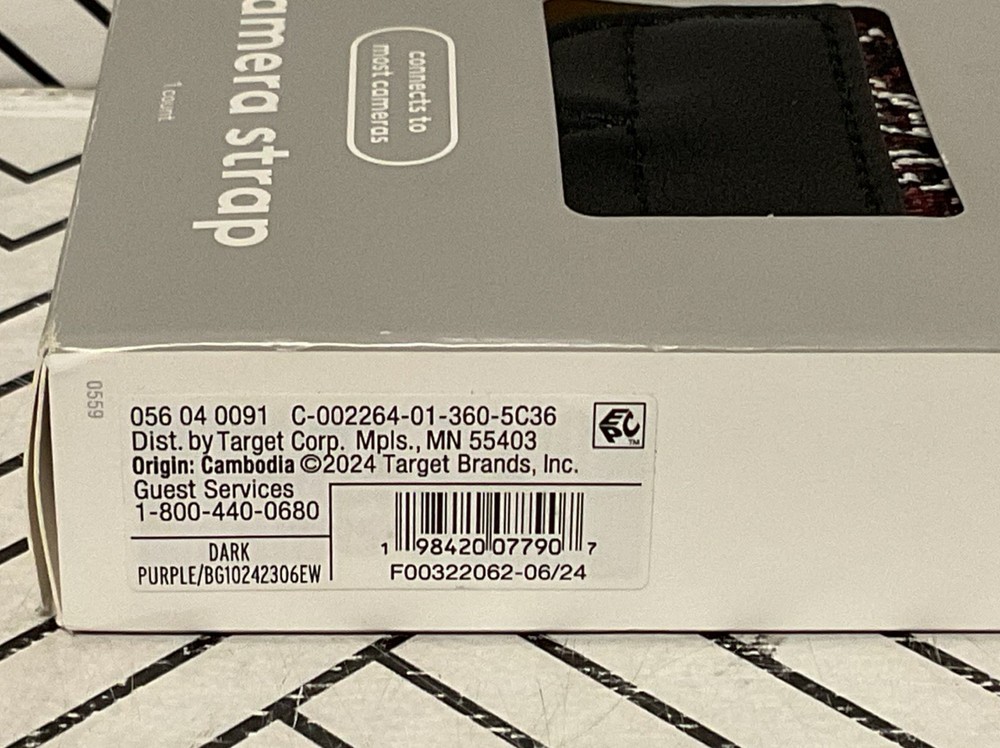 camera strap
1 count
connects to
most cameras
0559
056 04 0091 C-002264-01-360-5C36
Dist. by Target Corp. Mpls., MN 55403
Origin: Cambodia ©2024 Target Brands, Inc.
Guest Services
1-800-440-0680
DARK
PURPLE/BG10242306EW
EPC
TM
1 98420 07790 7
F00322062-06/24